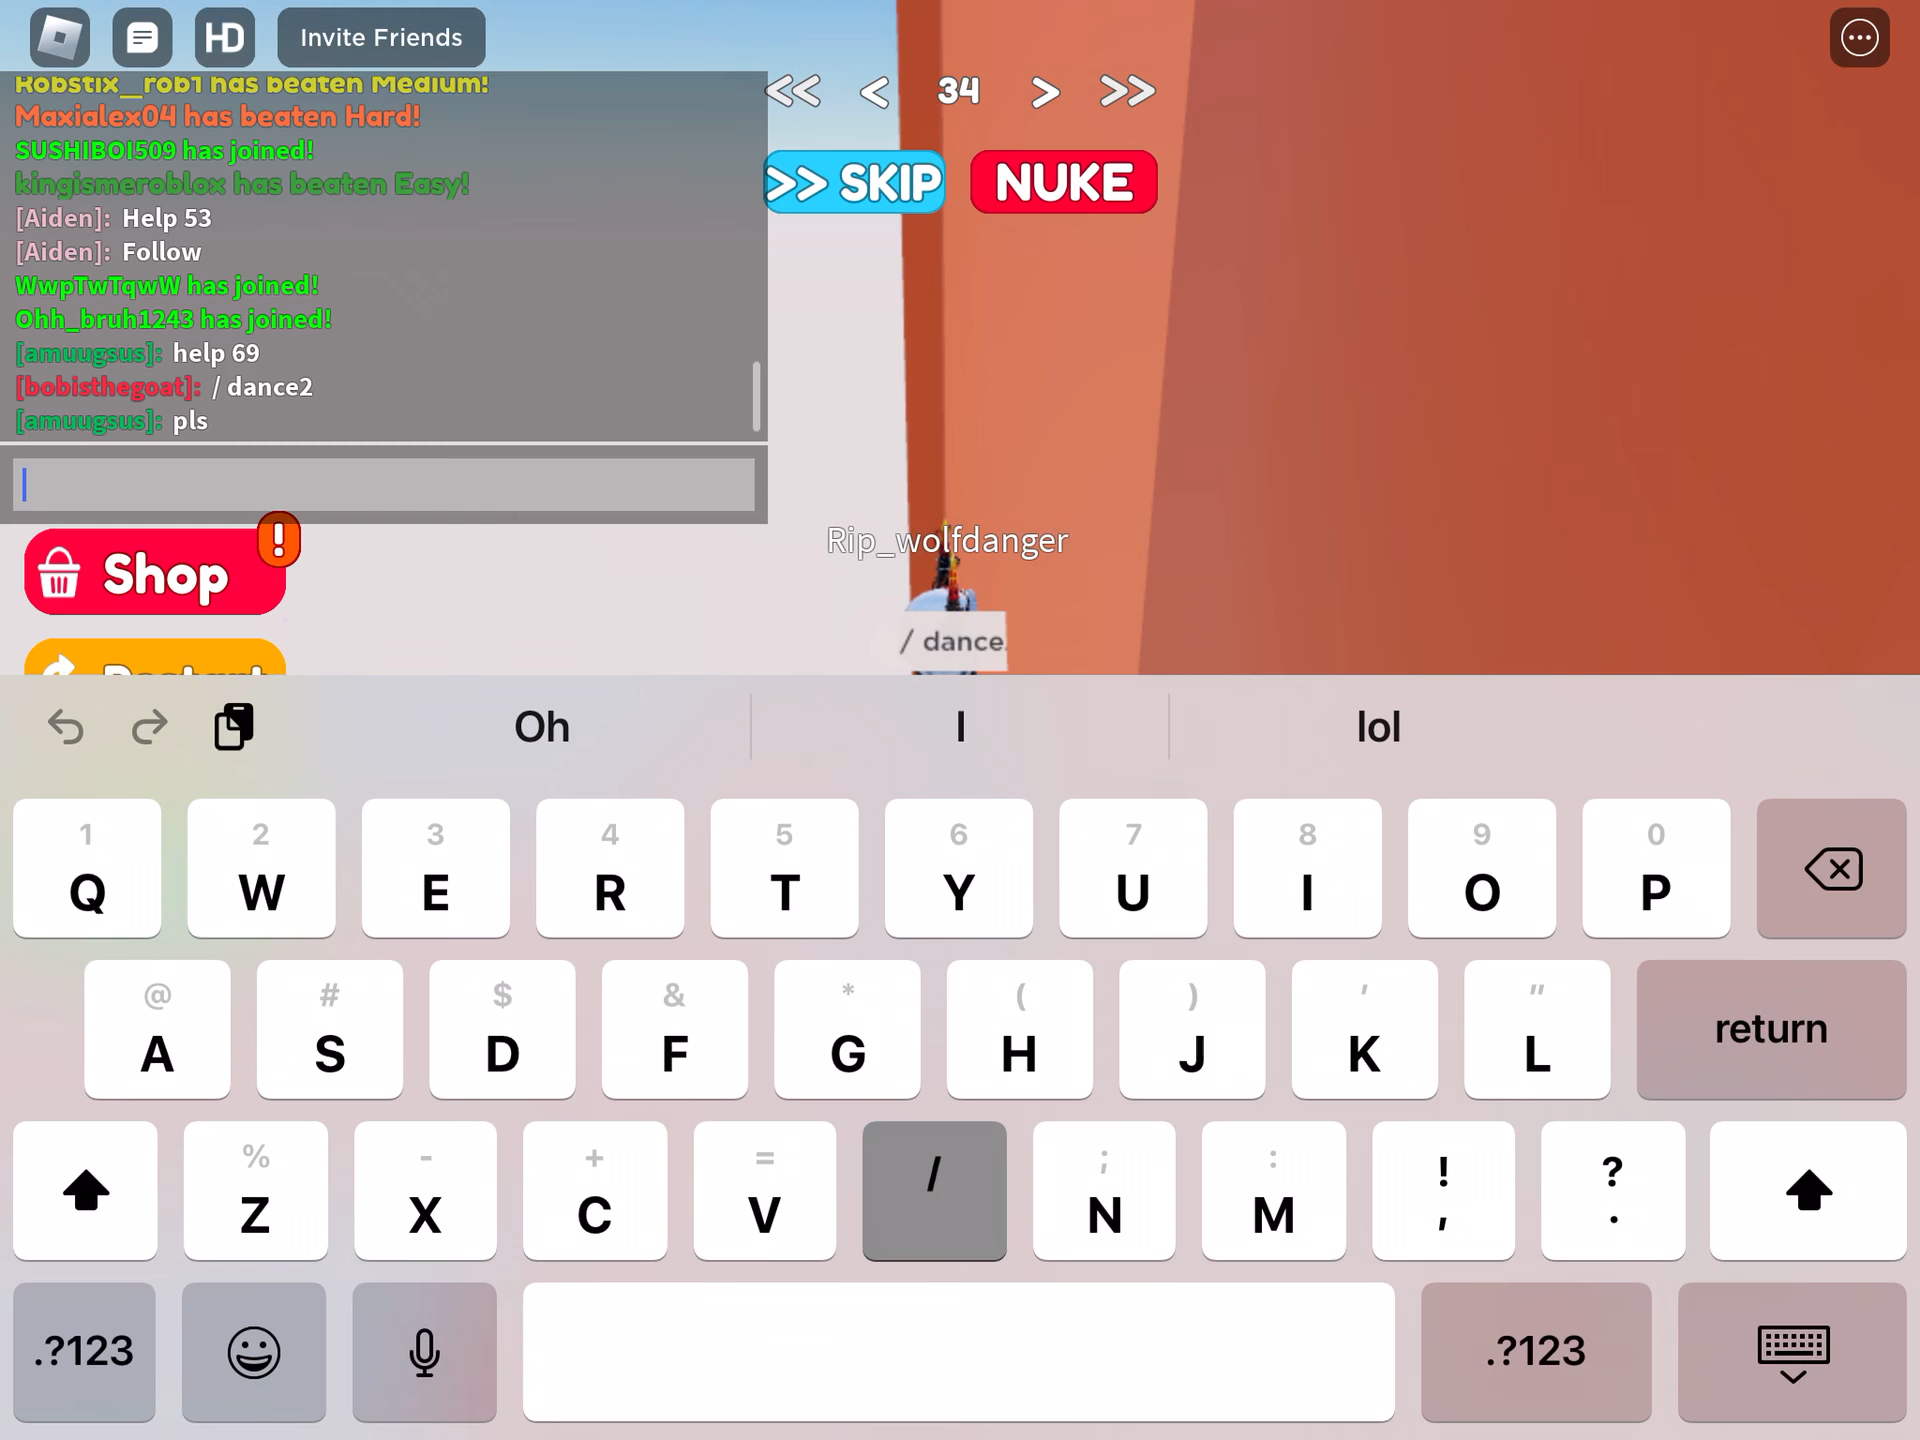 HD Invite Friends
<< < 34 > >>
Robstix_rob1 has beaten Medium!
Maxialex04 has beaten Hard!
SUSHIBOI509 has joined!
>> SKIP NUKE
kingismeroblox has beaten Easy!
[Aiden]: Help 53
[Aiden]: Follow
WwpTwTqwW has joined!
Ohh_bruh1243 has joined!
[amuugsus]: help 69
[bobisthegoat]: / dance2
[amuugsus]: pls
Rip_wolfdanger
!
Shop
/ dance
Restart
Oh I lol
1 2 3 4 5 6 7 8 9 0
Q W E R T Y U I O P
@ # $ & * ( ) ' "
A S D F G H J K L return
% - + = / ; : ! ?
Z X C V N M , .
.?123 .?123